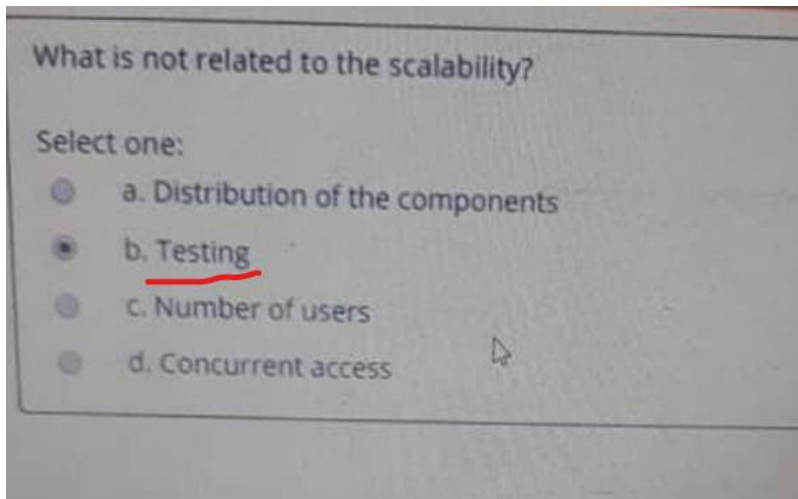 What is not related to the scalability?
Select one:
a. Distribution of the components
b. Testing
c. Number of users
d. Concurrent access